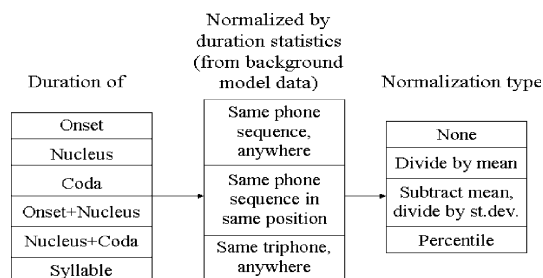 Duration of
Onset
Nucleus
Coda
Onset+Nucleus
Nucleus+Coda
Syllable
Normalized by
duration statistics
(from background
model data)
Same phone
sequence,
anywhere
Same phone
sequence in
same position
Same triphone,
anywhere
Normalization type
None
Divide by mean
Subtract mean,
divide by st.dev.
Percentile